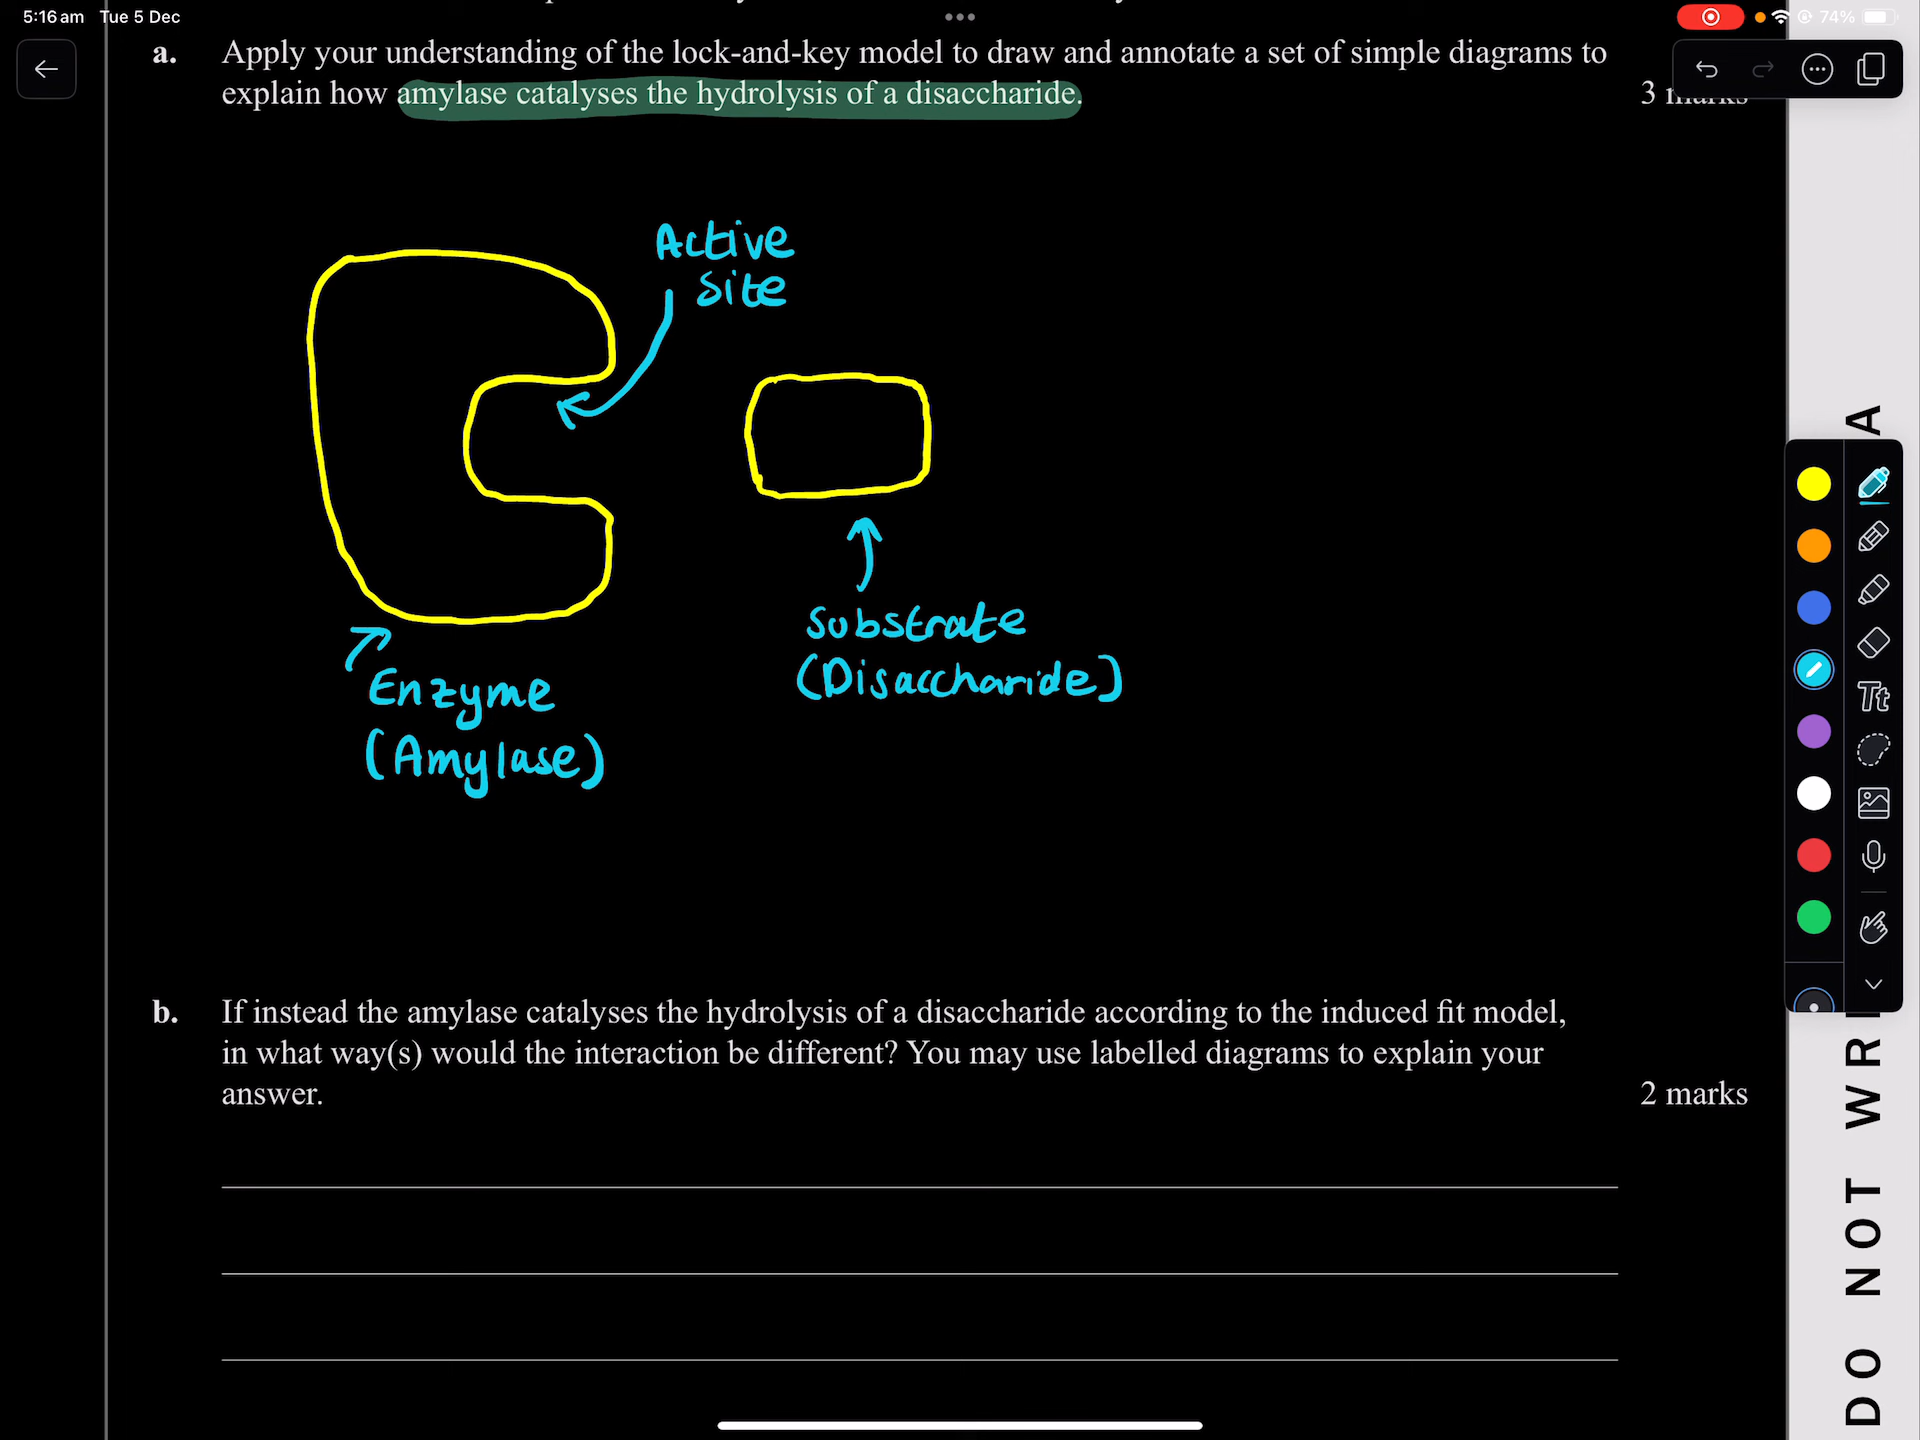 5:16 am Tue 5 Dec
74%
a. Apply your understanding of the lock-and-key model to draw and annotate a set of simple diagrams to
explain how amylase catalyses the hydrolysis of a disaccharide.
3 marks
Active
site
Substrate
(Disaccharide)
Enzyme
(Amylase)
b. If instead the amylase catalyses the hydrolysis of a disaccharide according to the induced fit model,
in what way(s) would the interaction be different? You may use labelled diagrams to explain your
answer.
2 marks
Tt
DO NOT WRI A